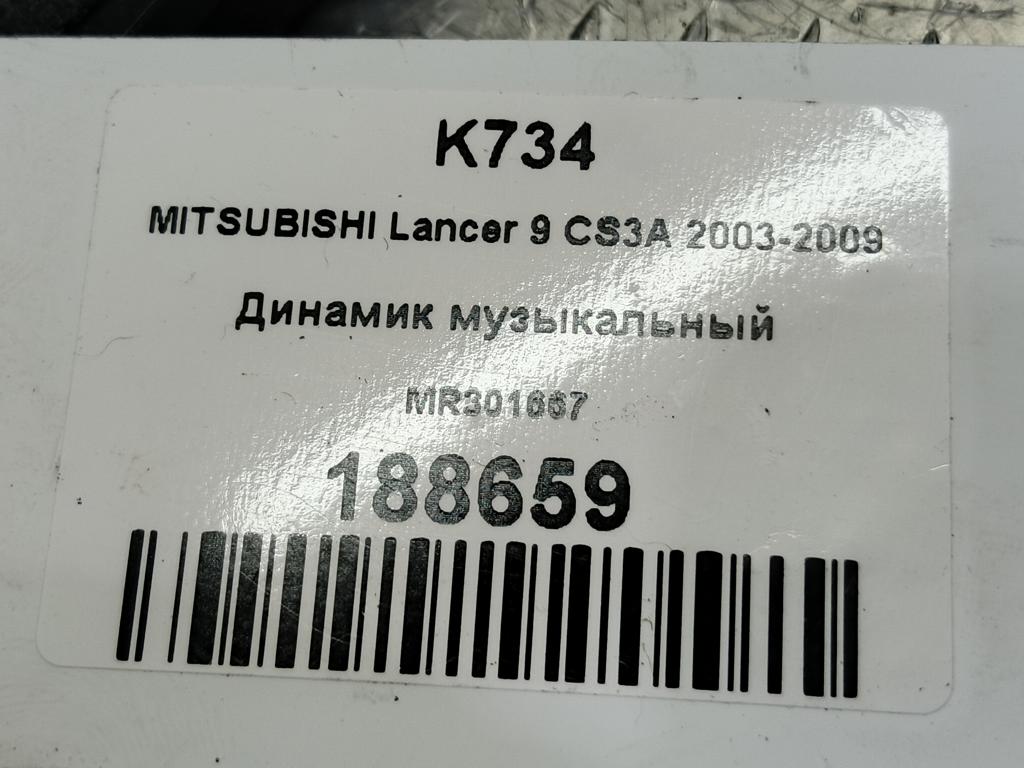 K734
MITSUBISHI Lancer 9 CS3A 2003-2009
Динамик музыкальный
MR301667
188659